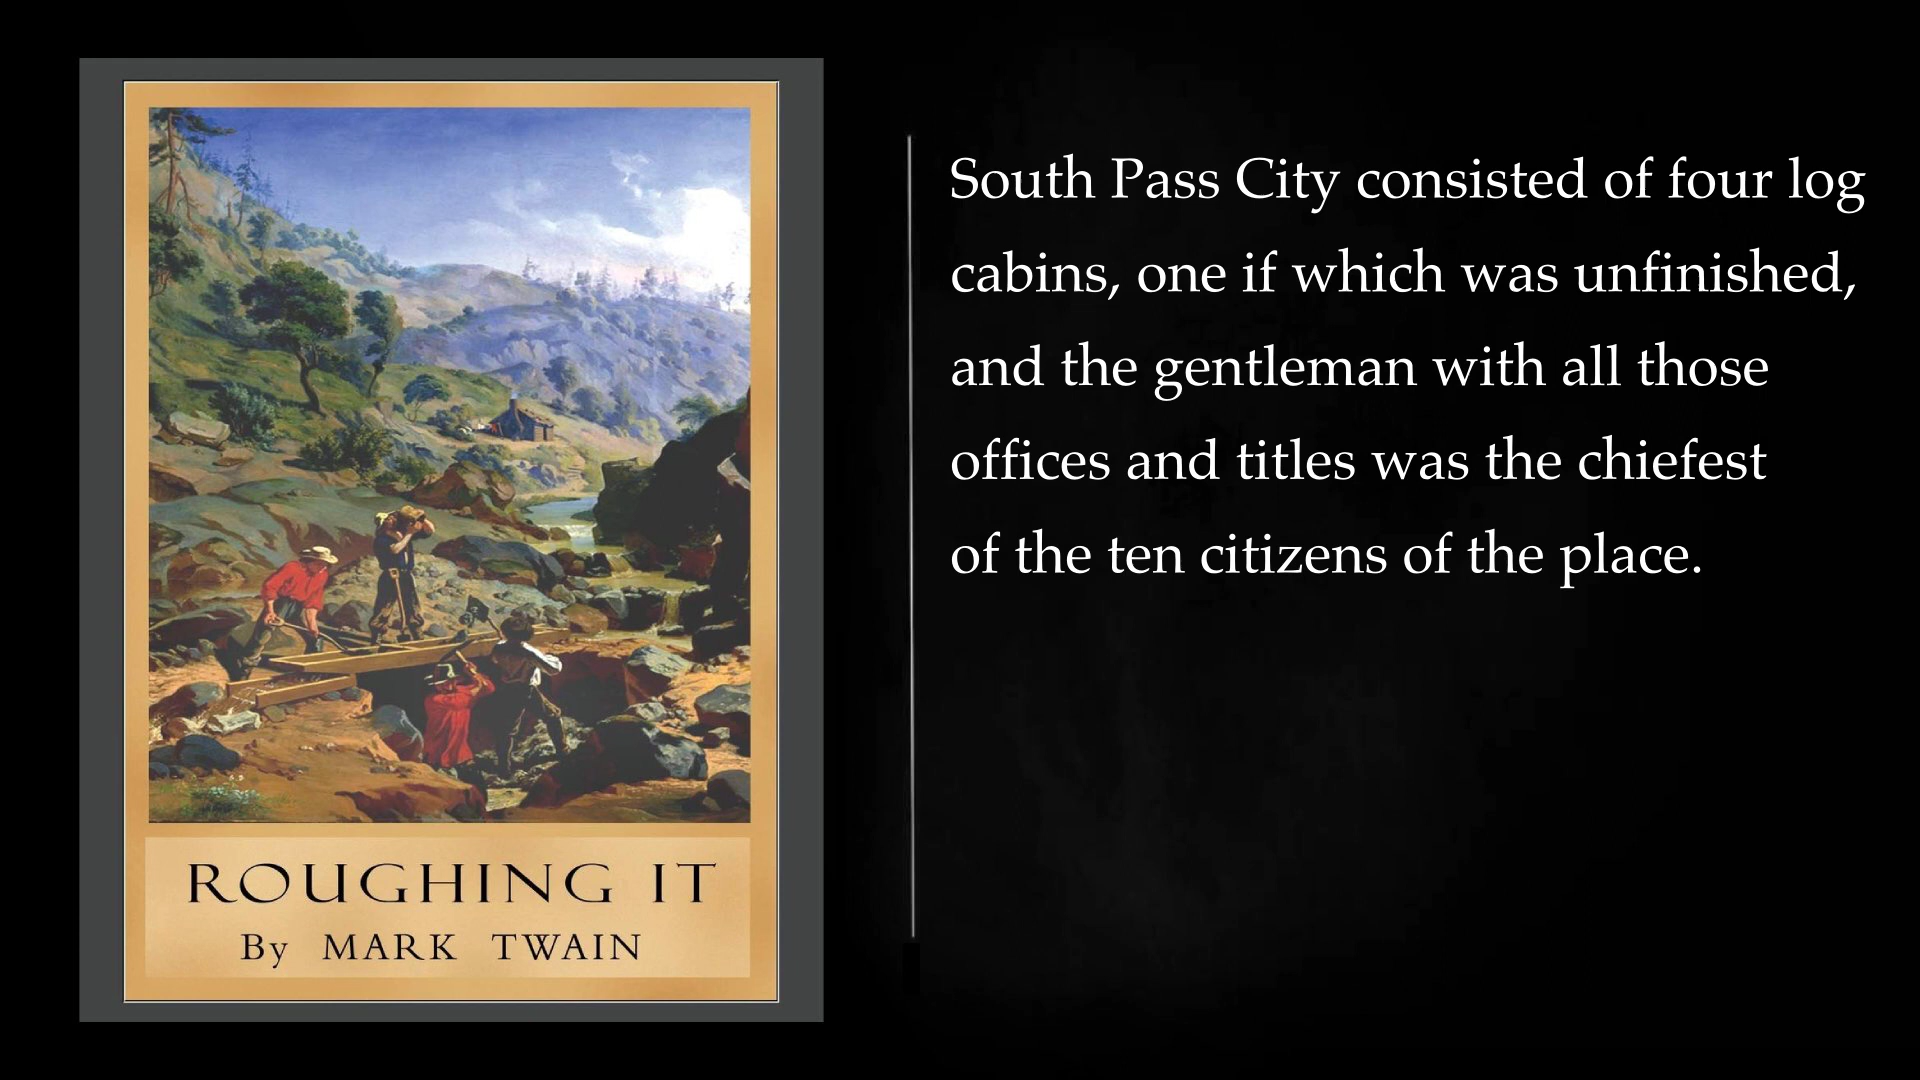 ROUGHING IT
By MARK TWAIN
South Pass City consisted of four log
cabins, one if which was unfinished,
and the gentleman with all those
offices and titles was the chiefest
of the ten citizens of the place.